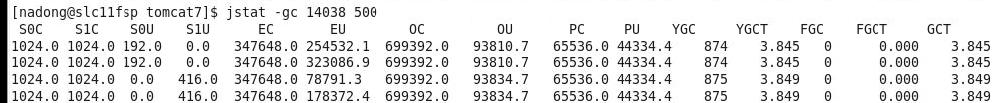 [nadong@slc11fsp tomcat7]$ jstat -gc 14038 500
S0C S1C S0U S1U EC EU OC OU PC PU YGC YGCT FGC FGCT GCT
1024.0 1024.0 192.0 0.0 347648.0 254532.1 699392.0 93810.7 65536.0 44334.4 874 3.845 0 0.000 3.845
1024.0 1024.0 192.0 0.0 347648.0 323086.9 699392.0 93810.7 65536.0 44334.4 874 3.845 0 0.000 3.845
1024.0 1024.0 0.0 416.0 347648.0 78791.3 699392.0 93834.7 65536.0 44334.4 875 3.849 0 0.000 3.849
1024.0 1024.0 0.0 416.0 347648.0 178372.4 699392.0 93834.7 65536.0 44334.4 875 3.849 0 0.000 3.849